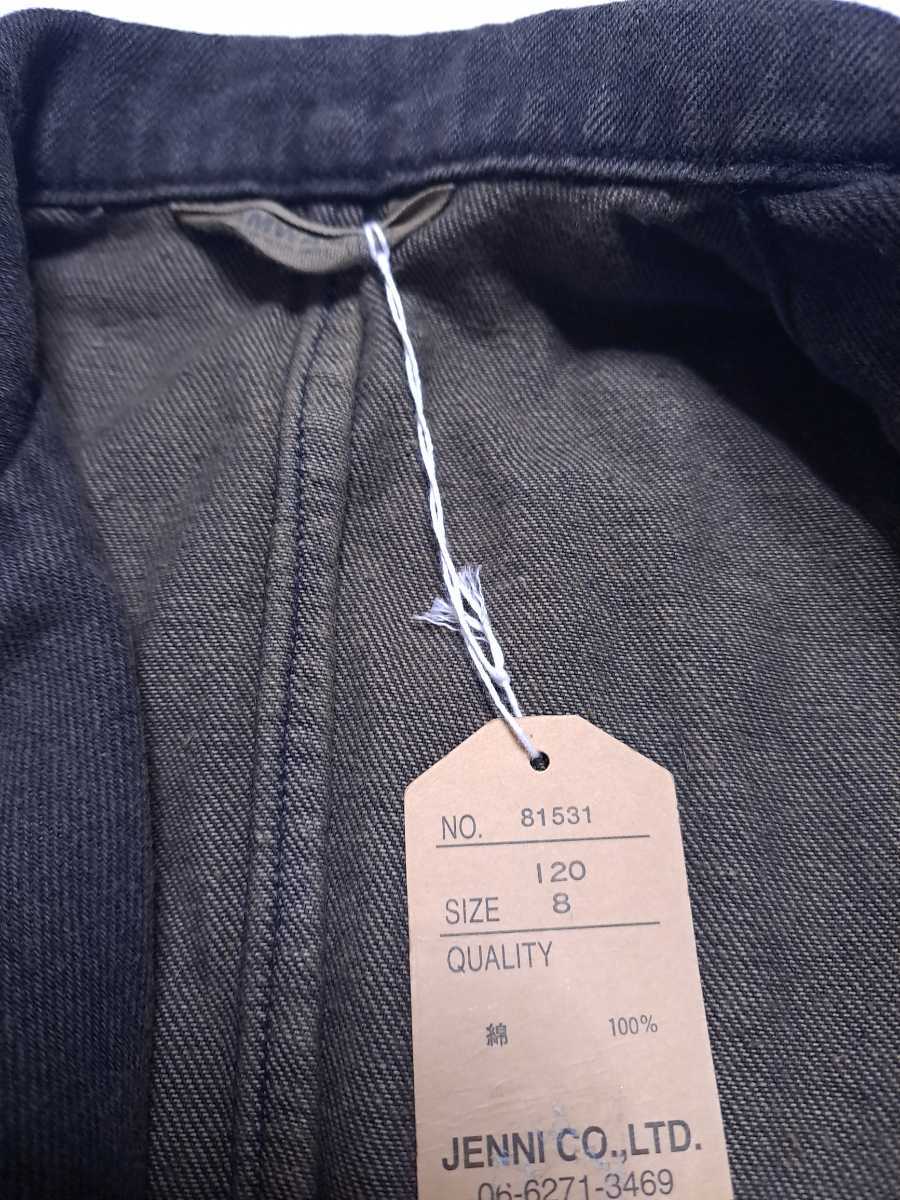 NO. 81531
120
SIZE 8
QUALITY
綿 100%
JENNI CO.,LTD.
06-6271-3469